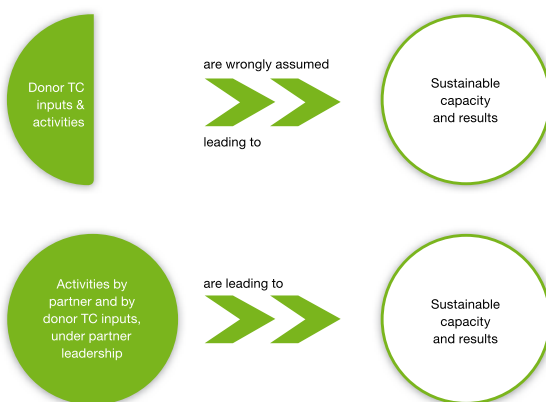 Donor TC
inputs &
activities
are wrongly assumed
leading to
Sustainable
capacity
and results
Activities by
partner and by
donor TC inputs,
under partner
leadership
are leading to
Sustainable
capacity
and results